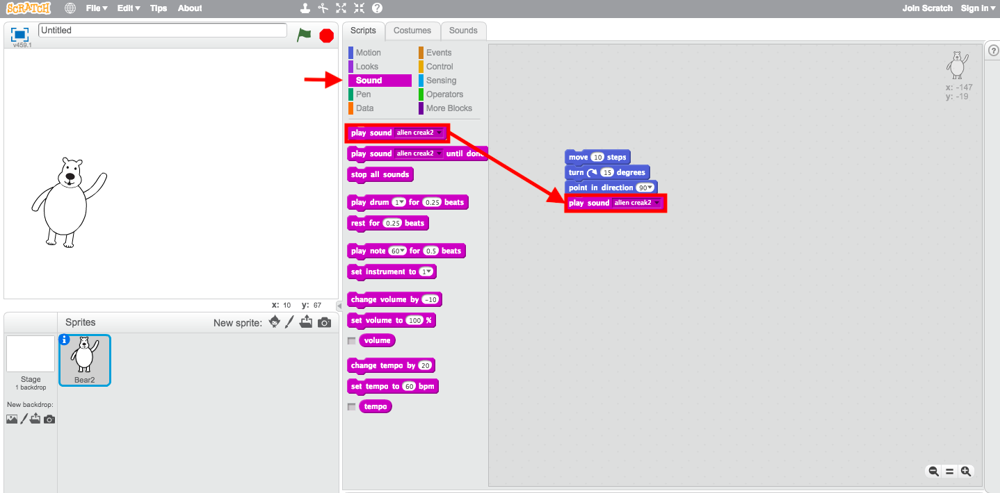 SCRATCH File Edit Tips About Join Scratch Sign in
v459.1
Untitled
Scripts Costumes Sounds
Motion Events
Looks Control
Sound Sensing
Pen Operators
Data More Blocks
play sound alien creak2
play sound alien creak2 until done
stop all sounds
play drum 1 for 0.25 beats
rest for 0.25 beats
play note 60 for 0.5 beats
set instrument to 1
change volume by -10
set volume to 100 %
volume
change tempo by 20
set tempo to 60 bpm
tempo
x: -147
y: -19
move 10 steps
turn 15 degrees
point in direction 90
play sound alien creak2
x: 10 y: 67
Sprites New sprite:
Stage
1 backdrop
New backdrop:
Bear2